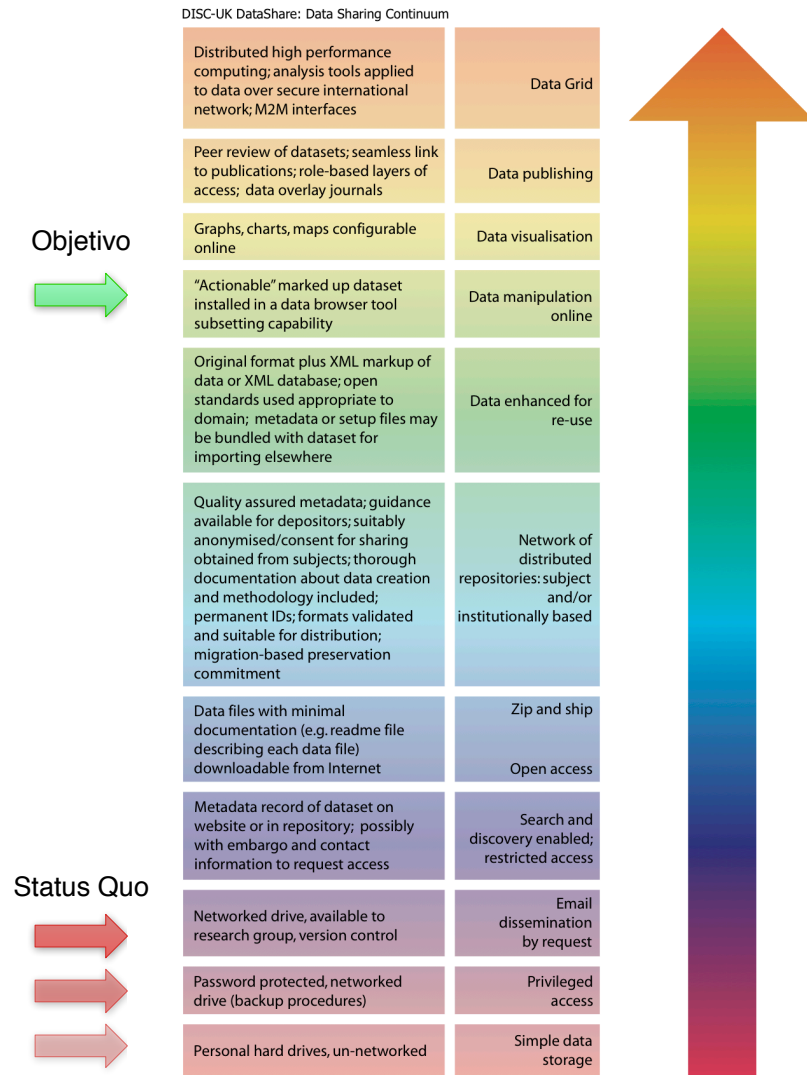 DISC-UK DataShare: Data Sharing Continuum
Distributed high performance
computing; analysis tools applied
to data over secure international
network; M2M interfaces
Data Grid
Peer review of datasets; seamless link
to publications; role-based layers of
access; data overlay journals
Data publishing
Objetivo
Graphs, charts, maps configurable
online
Data visualisation
“Actionable” marked up dataset
installed in a data browser tool
subsetting capability
Data manipulation
online
Original format plus XML markup of
data or XML database; open
standards used appropriate to
domain; metadata or setup files may
be bundled with dataset for
importing elsewhere
Data enhanced for
re-use
Quality assured metadata; guidance
available for depositors; suitably
anonymised/consent for sharing
obtained from subjects; thorough
documentation about data creation
and methodology included;
permanent IDs; formats validated
and suitable for distribution;
migration-based preservation
commitment
Network of
distributed
repositories: subject
and/or
institutionally based
Data files with minimal
documentation (e.g. readme file
describing each data file)
downloadable from Internet
Zip and ship
Open access
Metadata record of dataset on
website or in repository; possibly
with embargo and contact
information to request access
Search and
discovery enabled;
restricted access
Status Quo
Networked drive, available to
research group, version control
Email
dissemination
by request
Password protected, networked
drive (backup procedures)
Privileged
access
Personal hard drives, un-networked
Simple data
storage